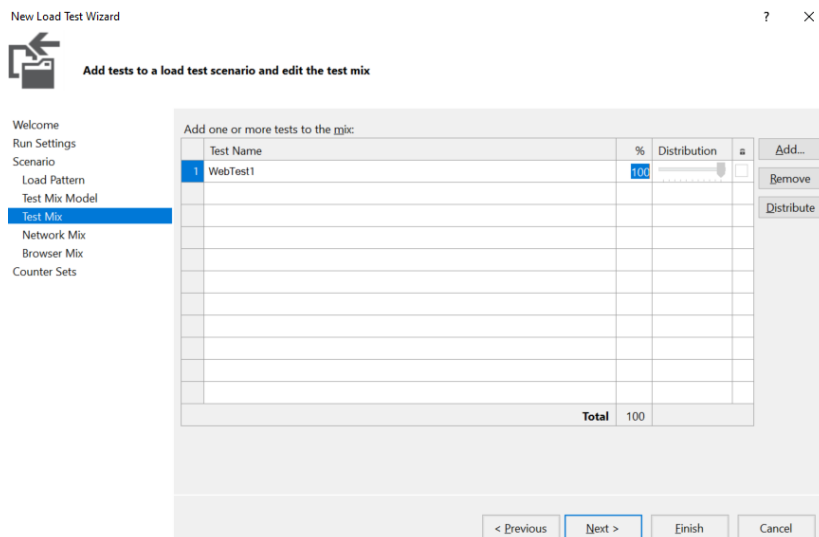 New Load Test Wizard ? ×
Add tests to a load test scenario and edit the test mix
Welcome
Run Settings
Scenario
Load Pattern
Test Mix Model
Test Mix
Network Mix
Browser Mix
Counter Sets
Add one or more tests to the mix:
Test Name % Distribution
1 WebTest1 100
Total 100
Add...
Remove
Distribute
< Previous Next > Finish Cancel